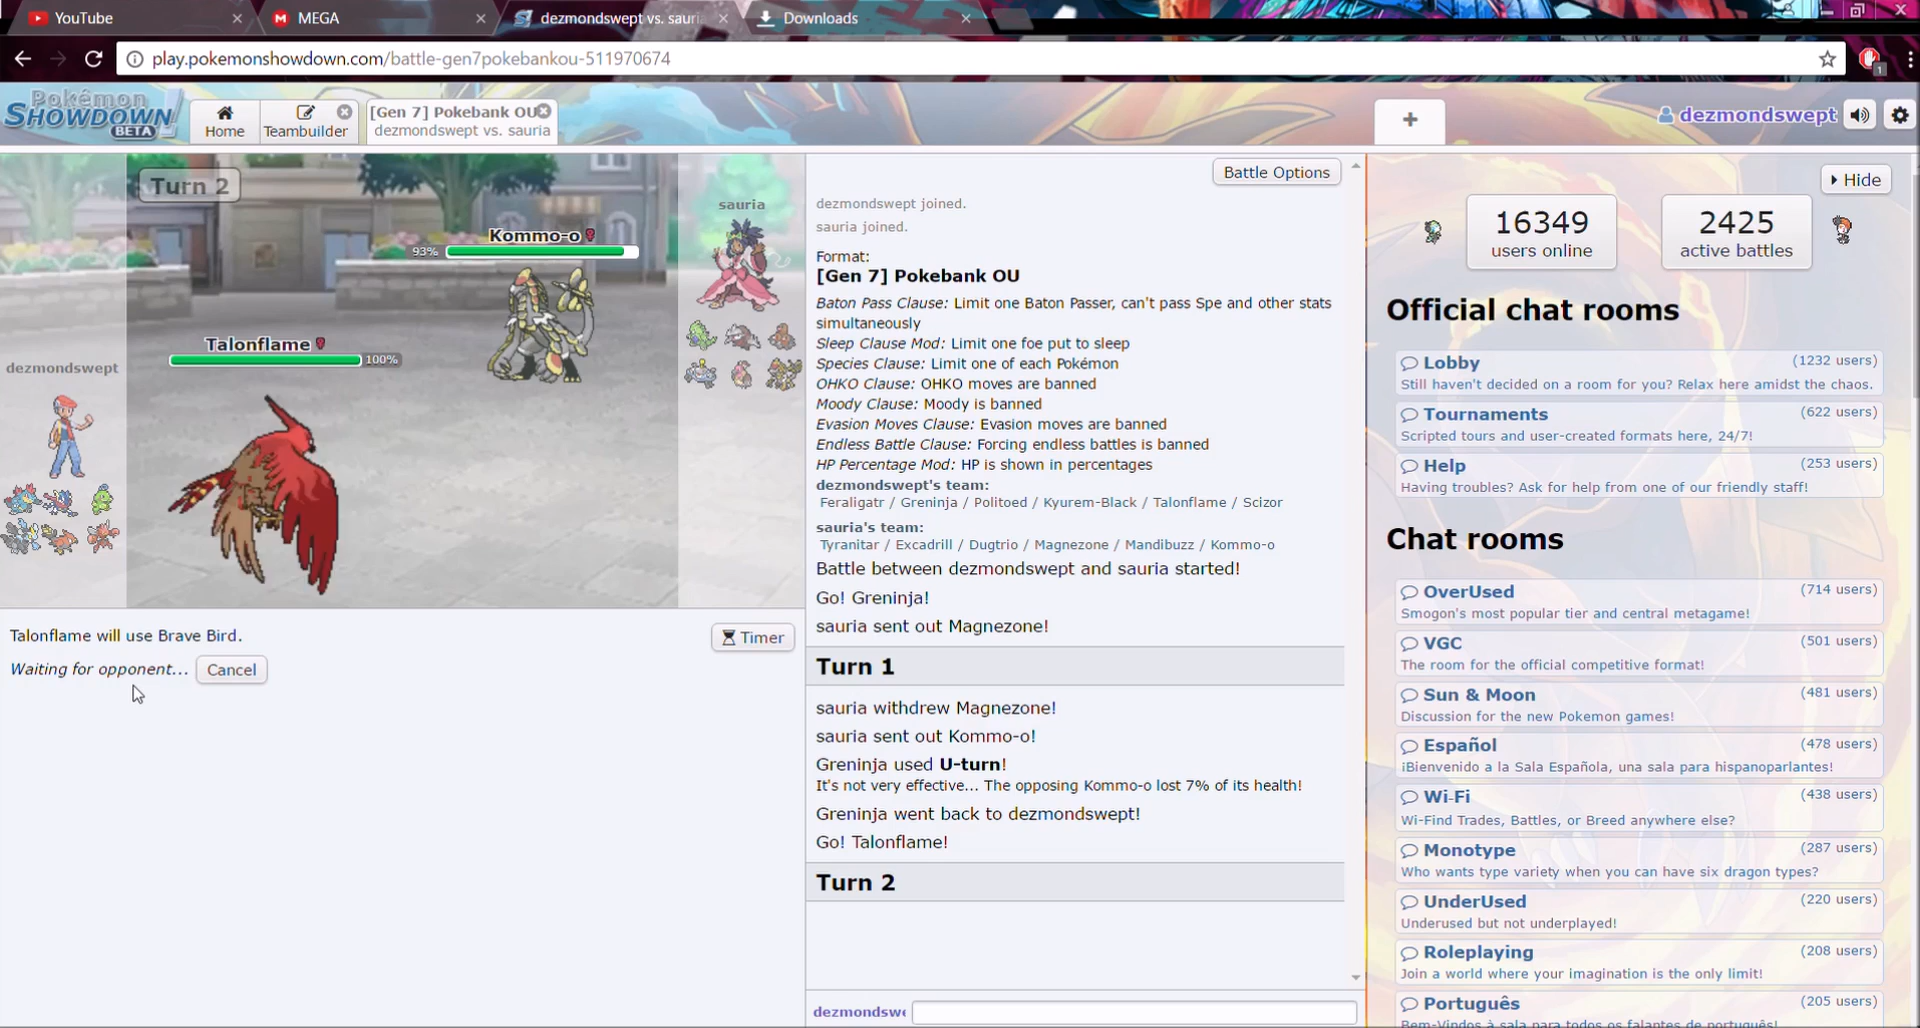 YouTube
MEGA
dezmondswept vs. sauri
Downloads
play.pokemonshowdown.com/battle-gen7pokebankou-511970674
1
Pokémon
SHOWDOWN
BETA
Home
Teambuilder
[Gen 7] Pokebank OU
dezmondswept vs. sauria
+
dezmondswept
Turn 2
Kommo-o
93%
Talonflame
100%
dezmondswept
sauria
Talonflame will use Brave Bird.
Timer
Waiting for opponent...
Cancel
Battle Options
dezmondswept joined.
sauria joined.
Format:
[Gen 7] Pokebank OU
Baton Pass Clause: Limit one Baton Passer, can't pass Spe and other stats
simultaneously
Sleep Clause Mod: Limit one foe put to sleep
Species Clause: Limit one of each Pokémon
OHKO Clause: OHKO moves are banned
Moody Clause: Moody is banned
Evasion Moves Clause: Evasion moves are banned
Endless Battle Clause: Forcing endless battles is banned
HP Percentage Mod: HP is shown in percentages
dezmondswept's team:
Feraligatr / Greninja / Politoed / Kyurem-Black / Talonflame / Scizor
sauria's team:
Tyranitar / Excadrill / Dugtrio / Magnezone / Mandibuzz / Kommo-o
Battle between dezmondswept and sauria started!
Go! Greninja!
sauria sent out Magnezone!
Turn 1
sauria withdrew Magnezone!
sauria sent out Kommo-o!
Greninja used U-turn!
It's not very effective... The opposing Kommo-o lost 7% of its health!
Greninja went back to dezmondswept!
Go! Talonflame!
Turn 2
dezmondswe
Hide
16349
users online
2425
active battles
Official chat rooms
Lobby (1232 users)
Still haven't decided on a room for you? Relax here amidst the chaos.
Tournaments (622 users)
Scripted tours and user-created formats here, 24/7!
Help (253 users)
Having troubles? Ask for help from one of our friendly staff!
Chat rooms
OverUsed (714 users)
Smogon's most popular tier and central metagame!
VGC (501 users)
The room for the official competitive format!
Sun & Moon (481 users)
Discussion for the new Pokemon games!
Español (478 users)
¡Bienvenido a la Sala Española, una sala para hispanoparlantes!
Wi-Fi (438 users)
Wi-Find Trades, Battles, or Breed anywhere else?
Monotype (287 users)
Who wants type variety when you can have six dragon types?
UnderUsed (220 users)
Underused but not underplayed!
Roleplaying (208 users)
Join a world where your imagination is the only limit!
Português (205 users)
Bem-Vindos à sala para todos os falantes de português!